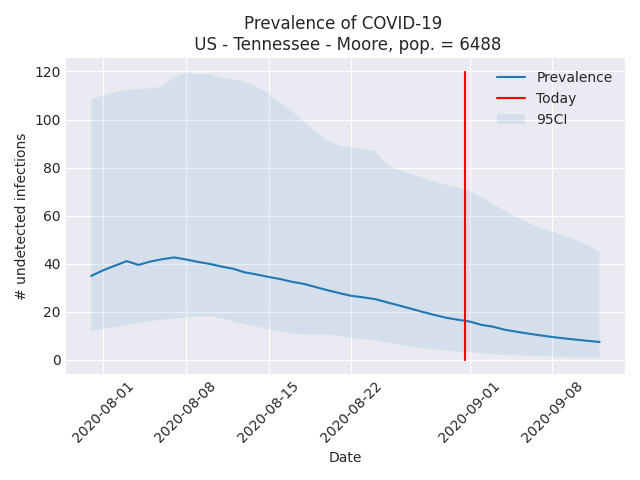 Prevalence of COVID-19
US - Tennessee - Moore, pop. = 6488
120
100
80
60
40
20
0
# undetected infections
Prevalence
Today
95CI
2020-08-01
2020-08-08
2020-08-15
2020-08-22
2020-09-01
2020-09-08
Date